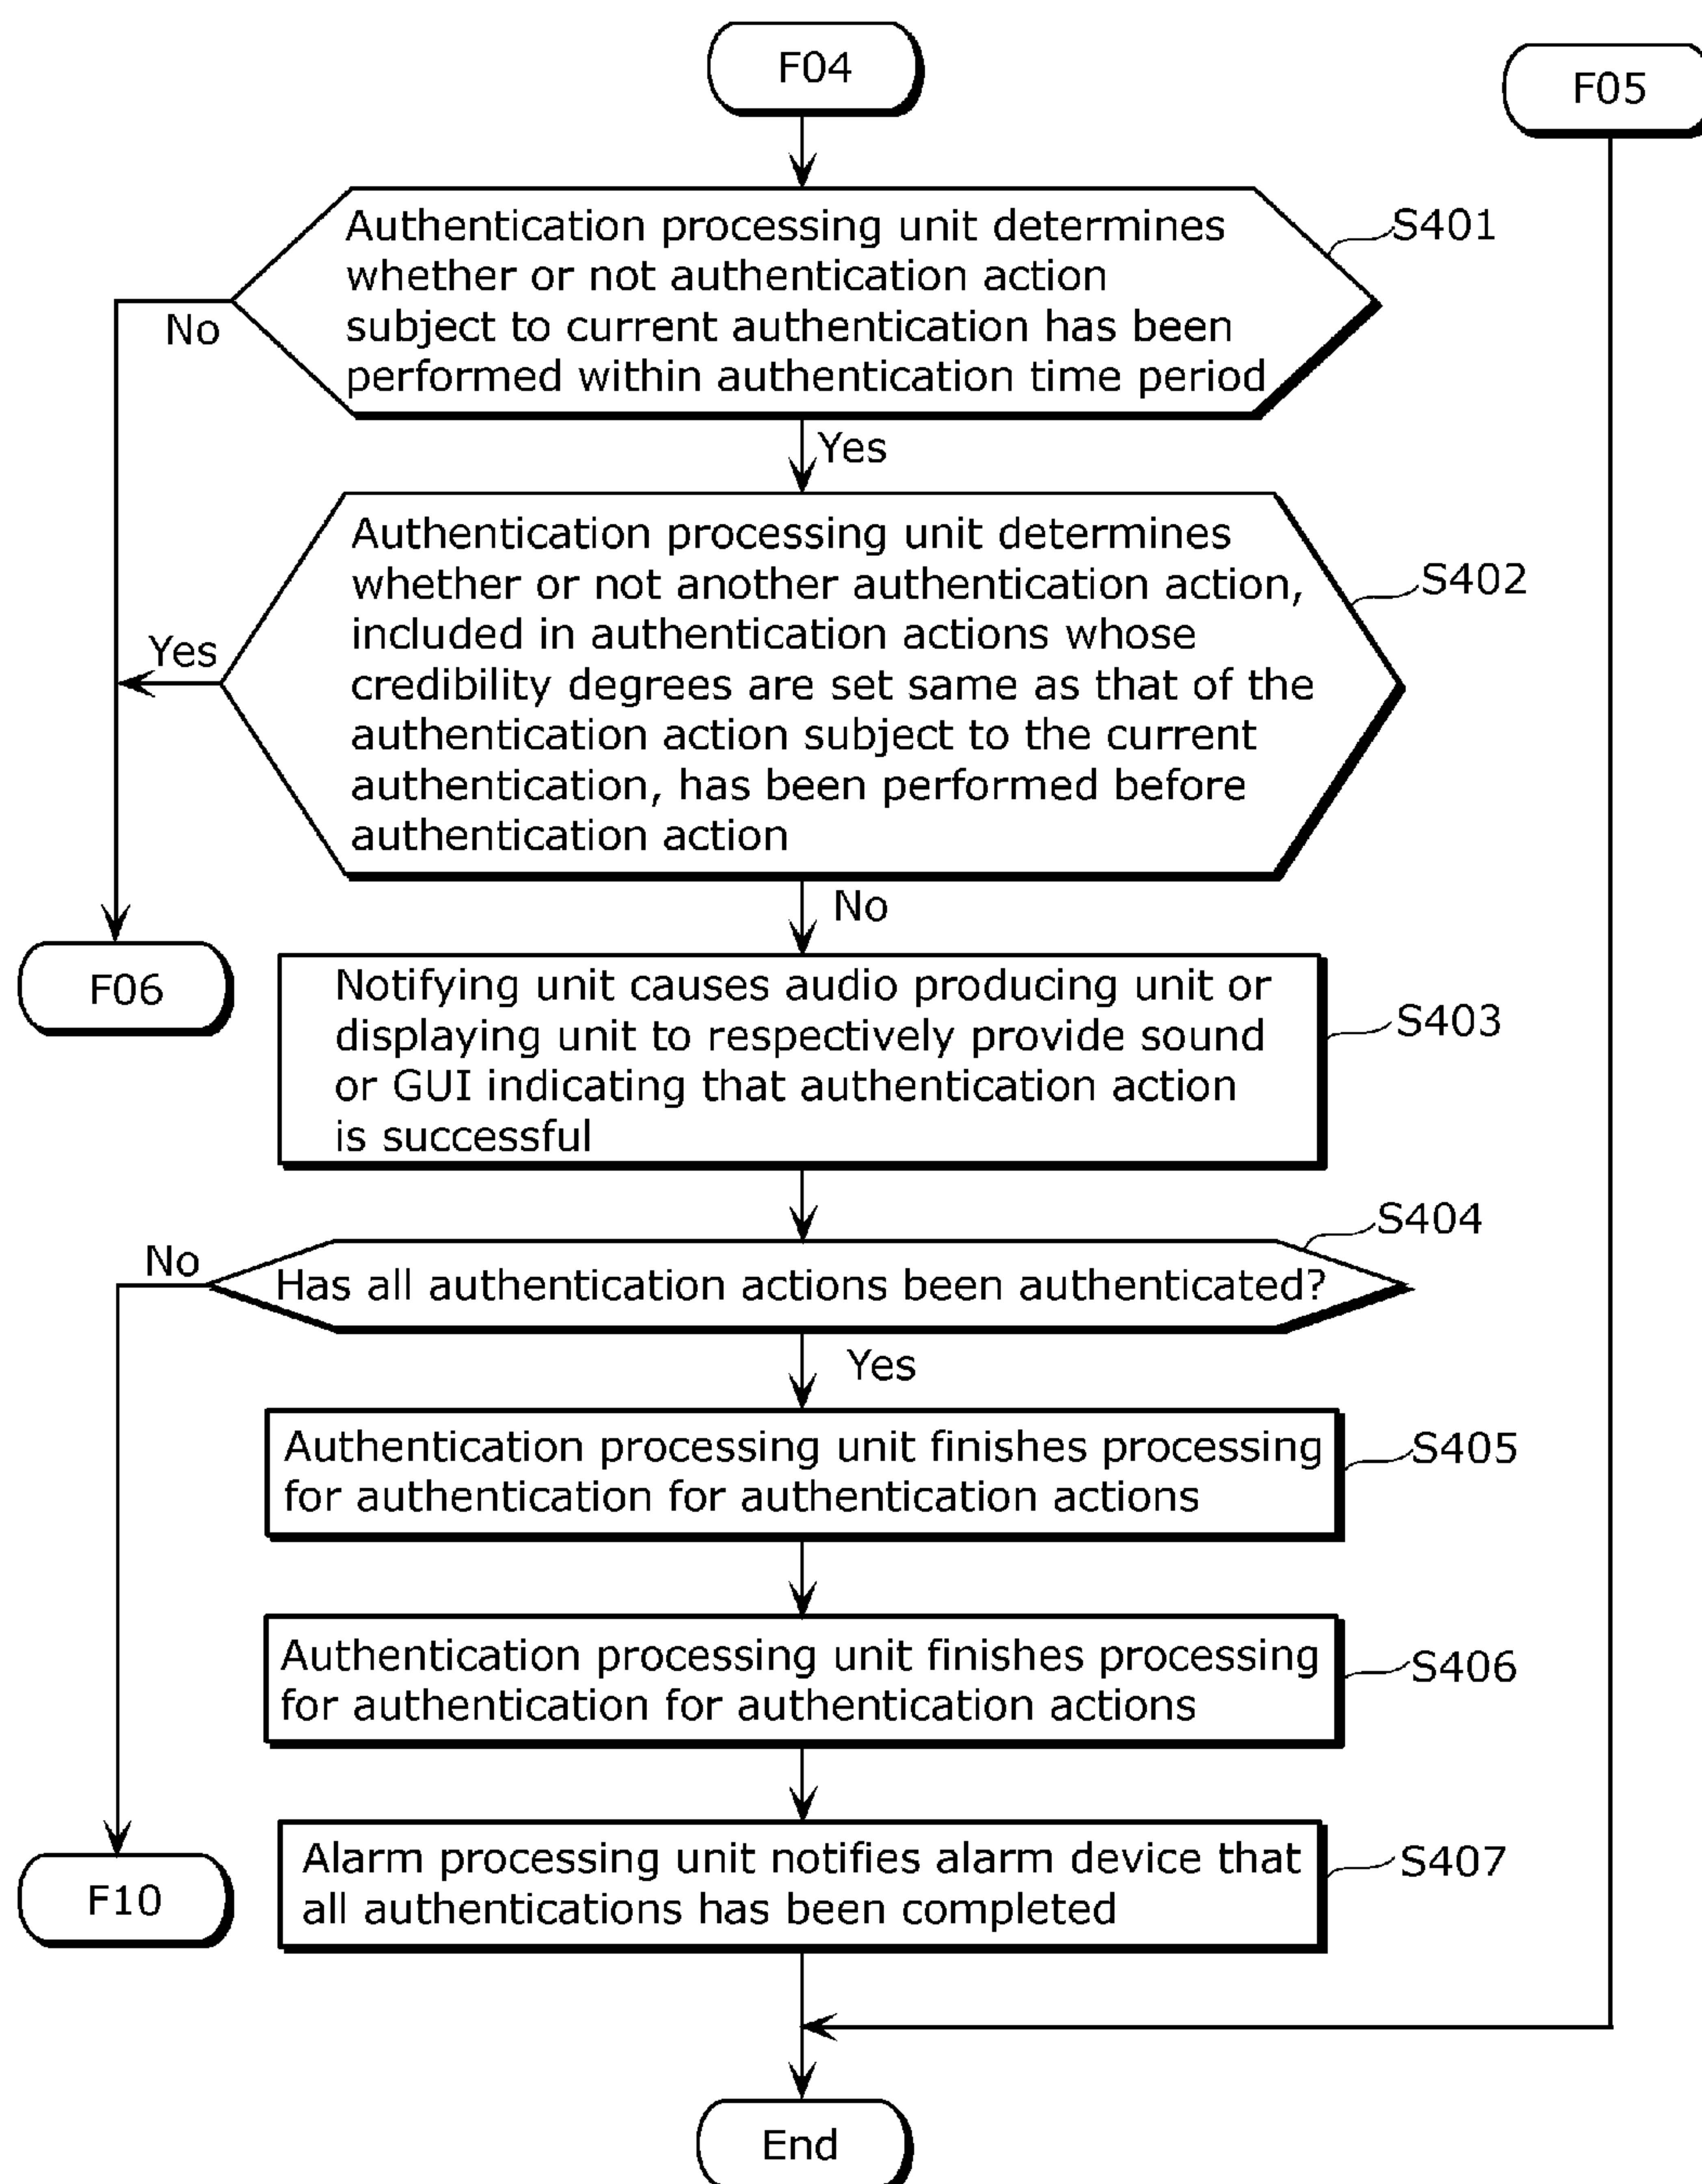 F04
F05
Authentication processing unit determines
whether or not authentication action
subject to current authentication has been
performed within authentication time period
S401
No
Yes
Authentication processing unit determines
whether or not another authentication action,
included in authentication actions whose
credibility degrees are set same as that of the
authentication action subject to the current
authentication, has been performed before
authentication action
S402
Yes
No
F06
Notifying unit causes audio producing unit or
displaying unit to respectively provide sound
or GUI indicating that authentication action
is successful
S403
S404
No
Has all authentication actions been authenticated?
Yes
Authentication processing unit finishes processing
for authentication for authentication actions
S405
Authentication processing unit finishes processing
for authentication for authentication actions
S406
F10
Alarm processing unit notifies alarm device that
all authentications has been completed
S407
End